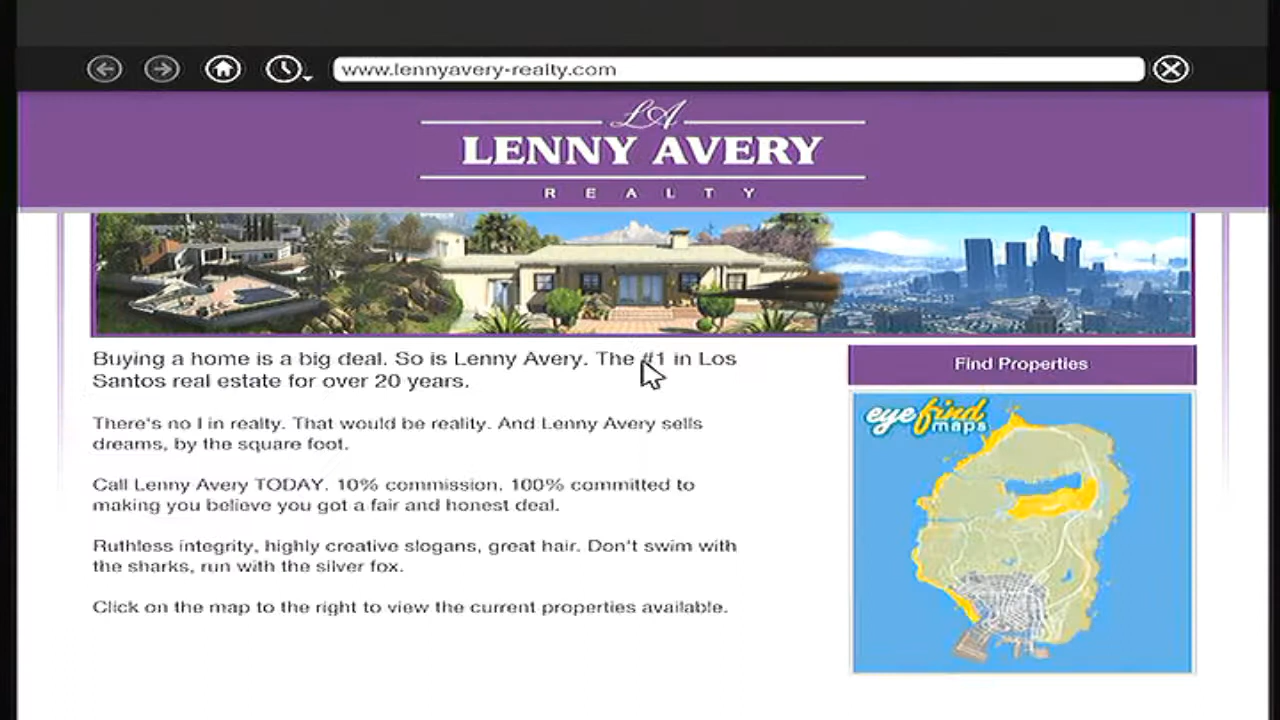 www.lennyavery-realty.com
LA
LENNY AVERY
REALTY
Buying a home is a big deal. So is Lenny Avery. The #1 in Los
Santos real estate for over 20 years.
There's no I in realty. That would be reality. And Lenny Avery sells
dreams, by the square foot.
Call Lenny Avery TODAY. 10% commission. 100% committed to
making you believe you got a fair and honest deal.
Ruthless integrity, highly creative slogans, great hair. Don't swim with
the sharks, run with the silver fox.
Click on the map to the right to view the current properties available.
Find Properties
eyefind
maps